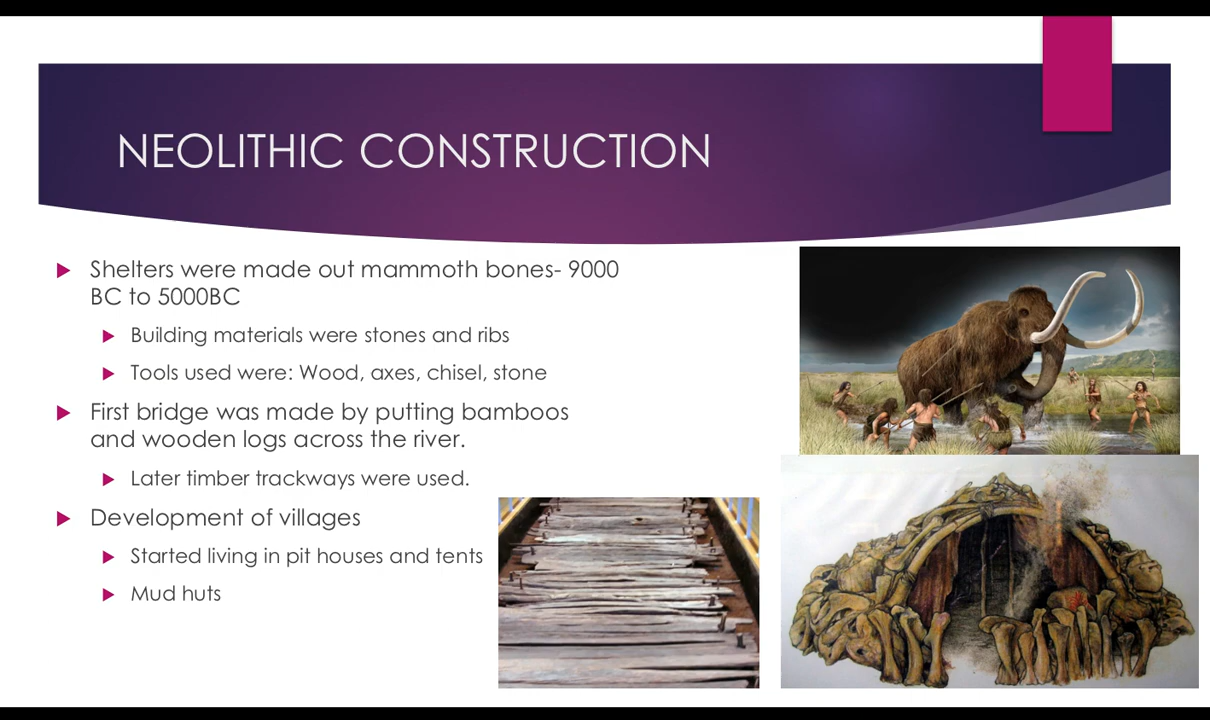 NEOLITHIC CONSTRUCTION
Shelters were made out mammoth bones- 9000
BC to 5000BC
Building materials were stones and ribs
Tools used were: Wood, axes, chisel, stone
First bridge was made by putting bamboos
and wooden logs across the river.
Later timber trackways were used.
Development of villages
Started living in pit houses and tents
Mud huts